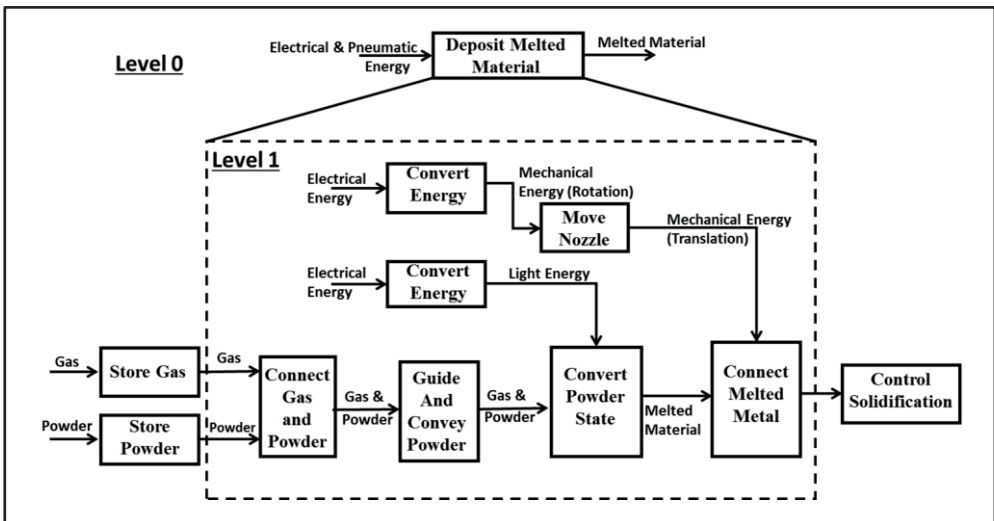 Level 0
Electrical & Pneumatic
Energy
Deposit Melted
Material
Melted Material
Level 1
Electrical
Energy
Convert
Energy
Mechanical
Energy (Rotation)
Move
Nozzle
Mechanical Energy
(Translation)
Electrical
Energy
Convert
Energy
Light Energy
Gas
Store Gas
Gas
Powder
Store
Powder
Powder
Connect
Gas
and
Powder
Gas &
Powder
Guide
And
Convey
Powder
Gas &
Powder
Convert
Powder
State
Melted
Material
Connect
Melted
Metal
Control
Solidification